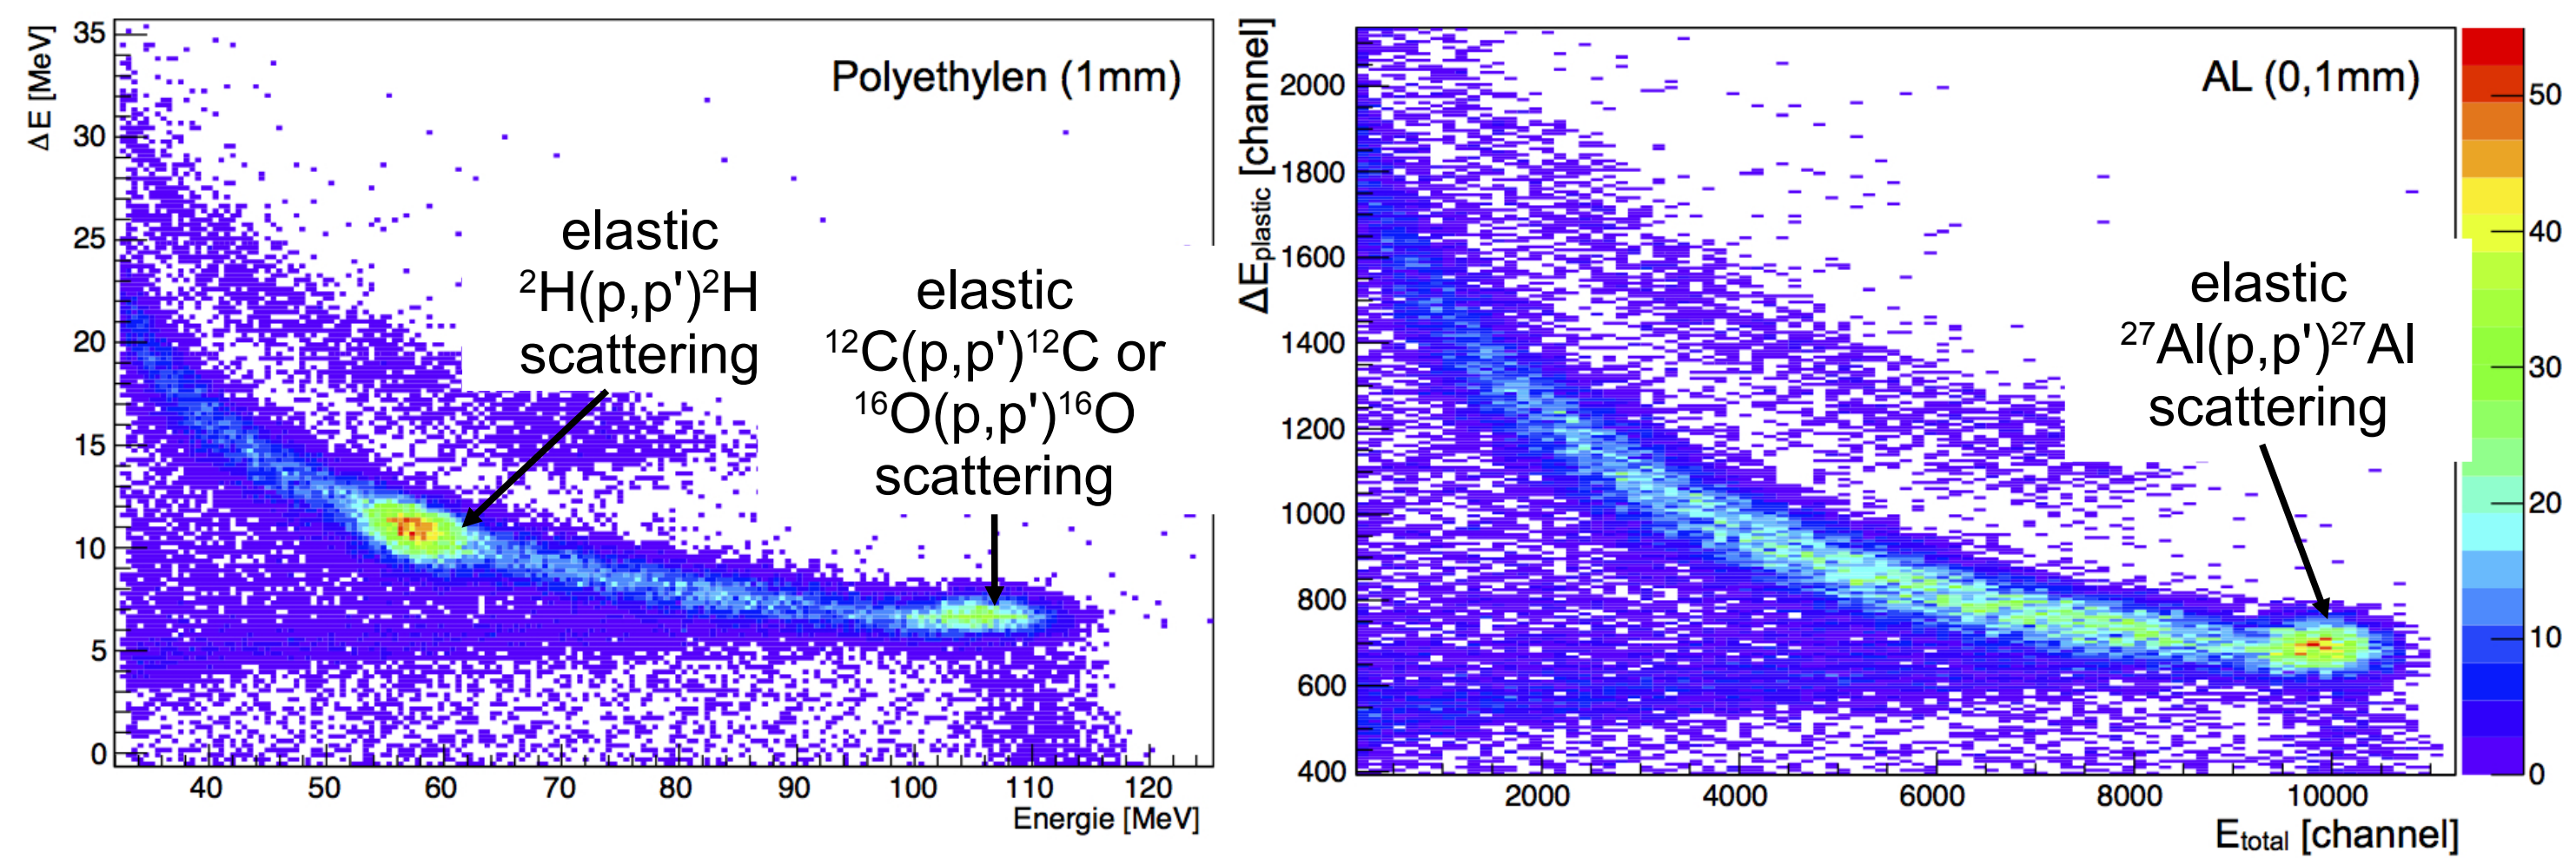 ΔE [MeV]
35
30
25
20
15
10
5
0
Polyethylen (1mm)
elastic
²H(p,p')²H
scattering
elastic
¹²C(p,p')¹²C or
¹⁶O(p,p')¹⁶O
scattering
40 50 60 70 80 90 100 110 120
Energie [MeV]
ΔEplastic [channel]
2000
1800
1600
1400
1200
1000
800
600
400
AL (0,1mm)
elastic
²⁷Al(p,p')²⁷Al
scattering
2000 4000 6000 8000 10000
Etotal [channel]
50
40
30
20
10
0